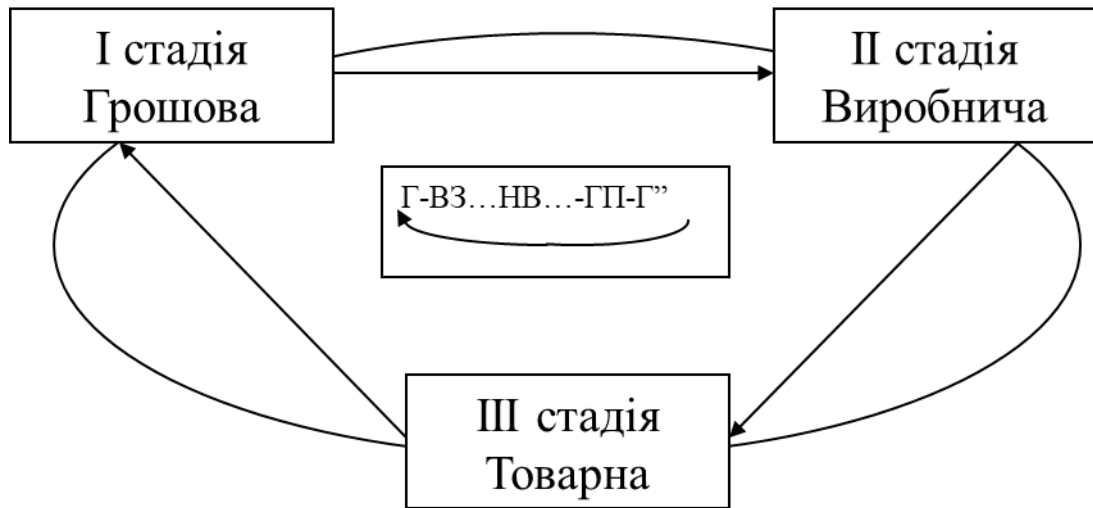 І стадія
Грошова
ІІ стадія
Виробнича
Г-ВЗ...НВ...-ГП-Г”
ІІІ стадія
Товарна